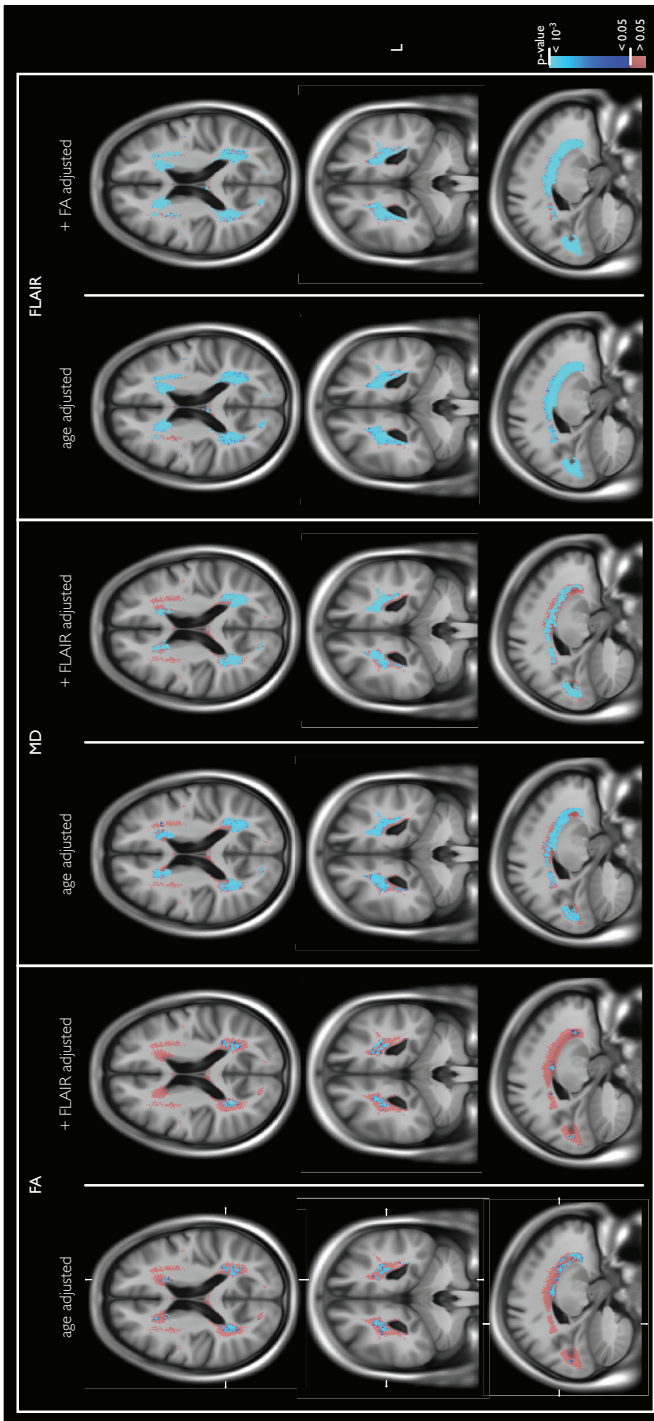 FA
MD
FLAIR
age adjusted
+ FLAIR adjusted
age adjusted
+ FLAIR adjusted
age adjusted
+ FA adjusted
L
p-value
< 10⁻³
< 0.05
> 0.05